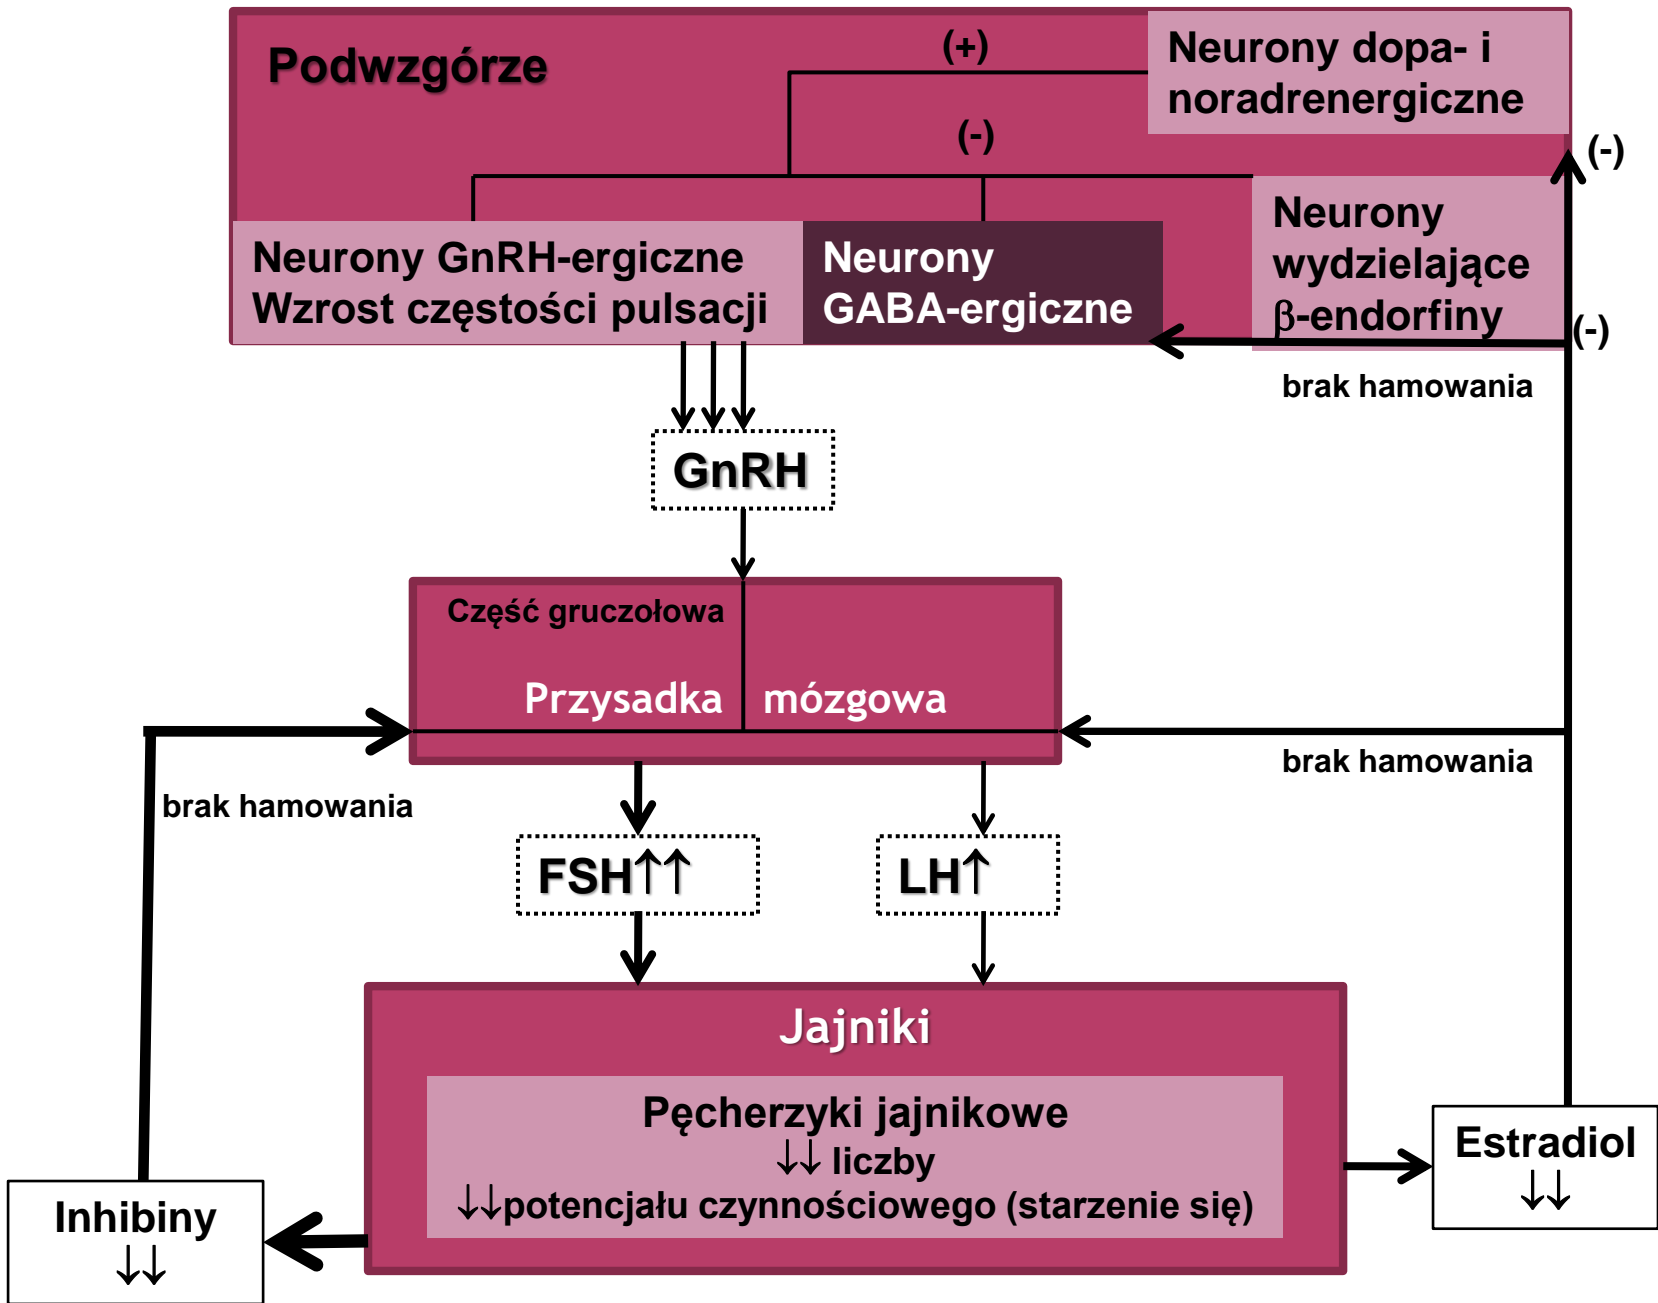 Podwzgórze
(+)
Neurony dopa- i
noradrenergiczne
(-)
(-)
Neurony GnRH-ergiczne
Wzrost częstości pulsacji
Neurony
GABA-ergiczne
Neurony
wydzielające
β-endorfiny
(-)
brak hamowania
GnRH
Część gruczołowa
Przysadka mózgowa
brak hamowania
brak hamowania
FSH↑↑
LH↑
Jajniki
Pęcherzyki jajnikowe
↓↓ liczby
↓↓potencjału czynnościowego (starzenie się)
Estradiol
↓↓
Inhibiny
↓↓